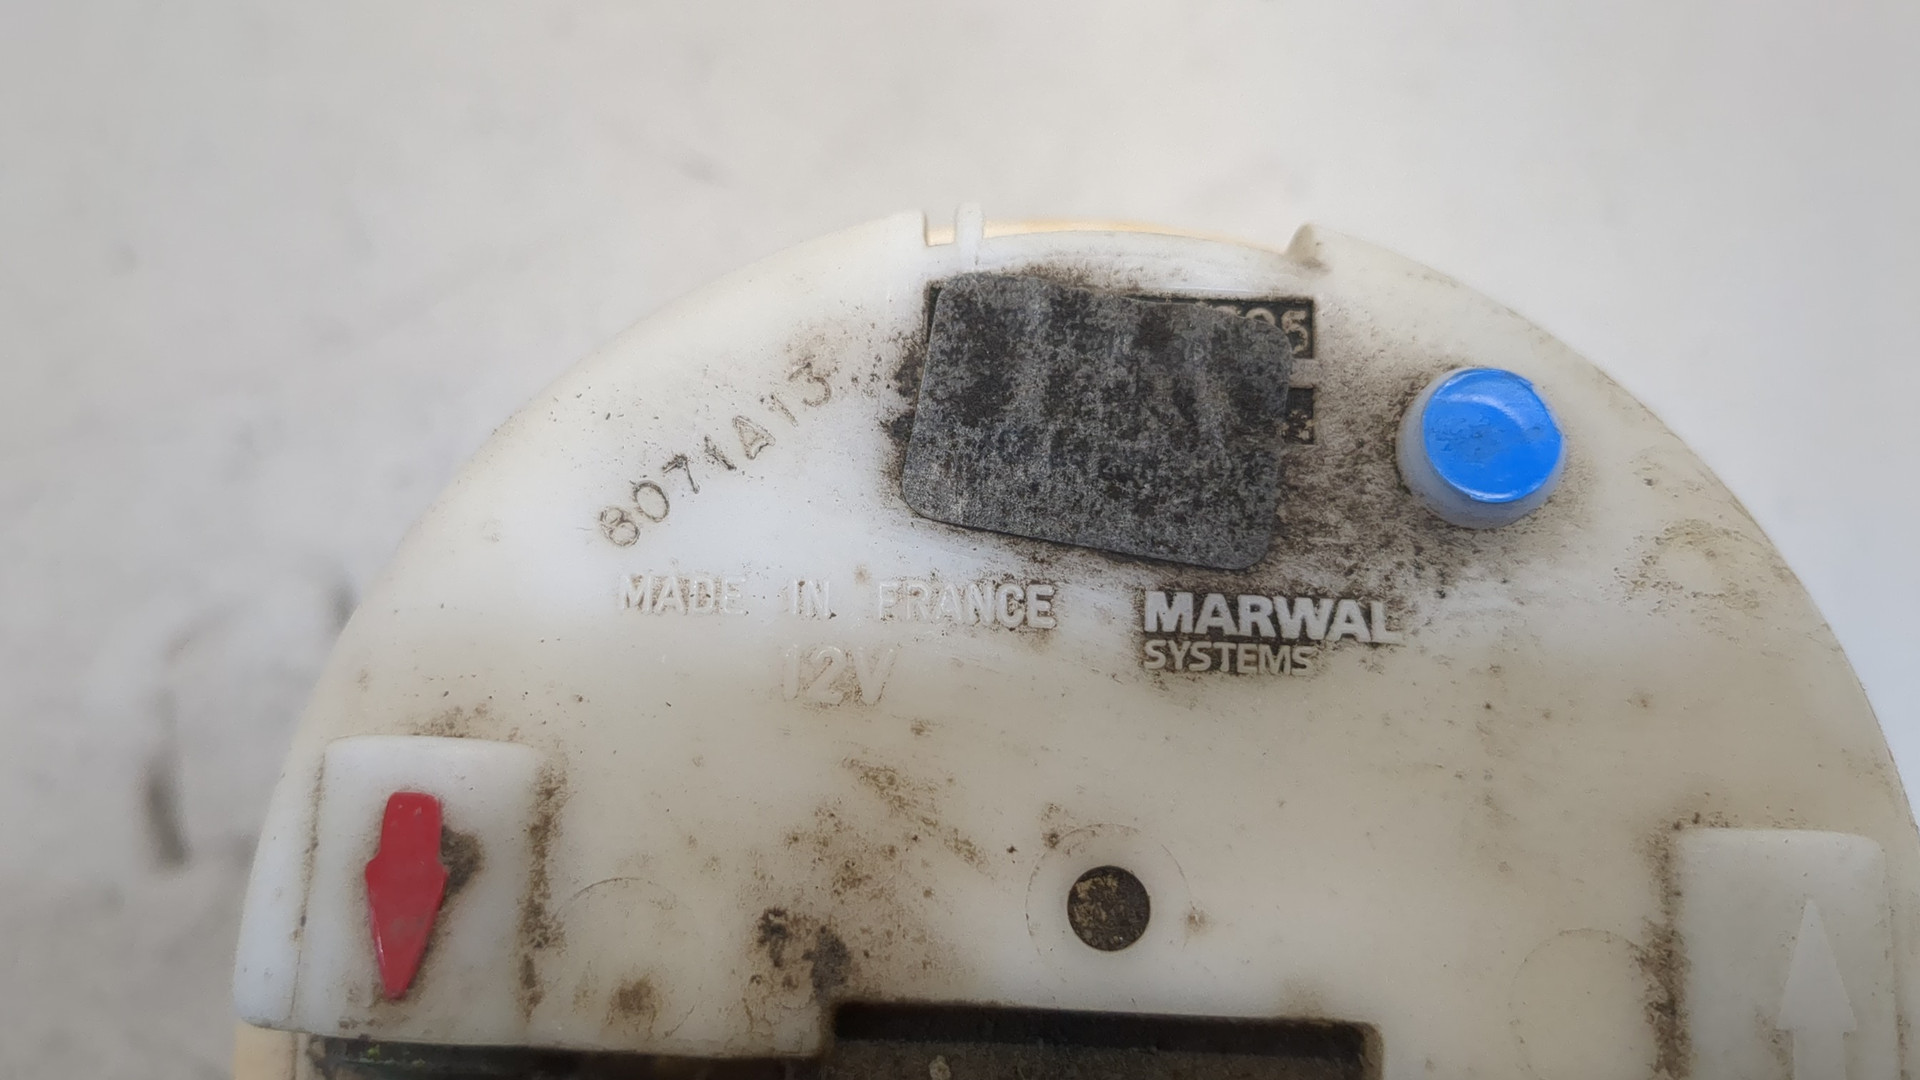 8071A13
MADE IN FRANCE
12V
MARWAL
SYSTEMS